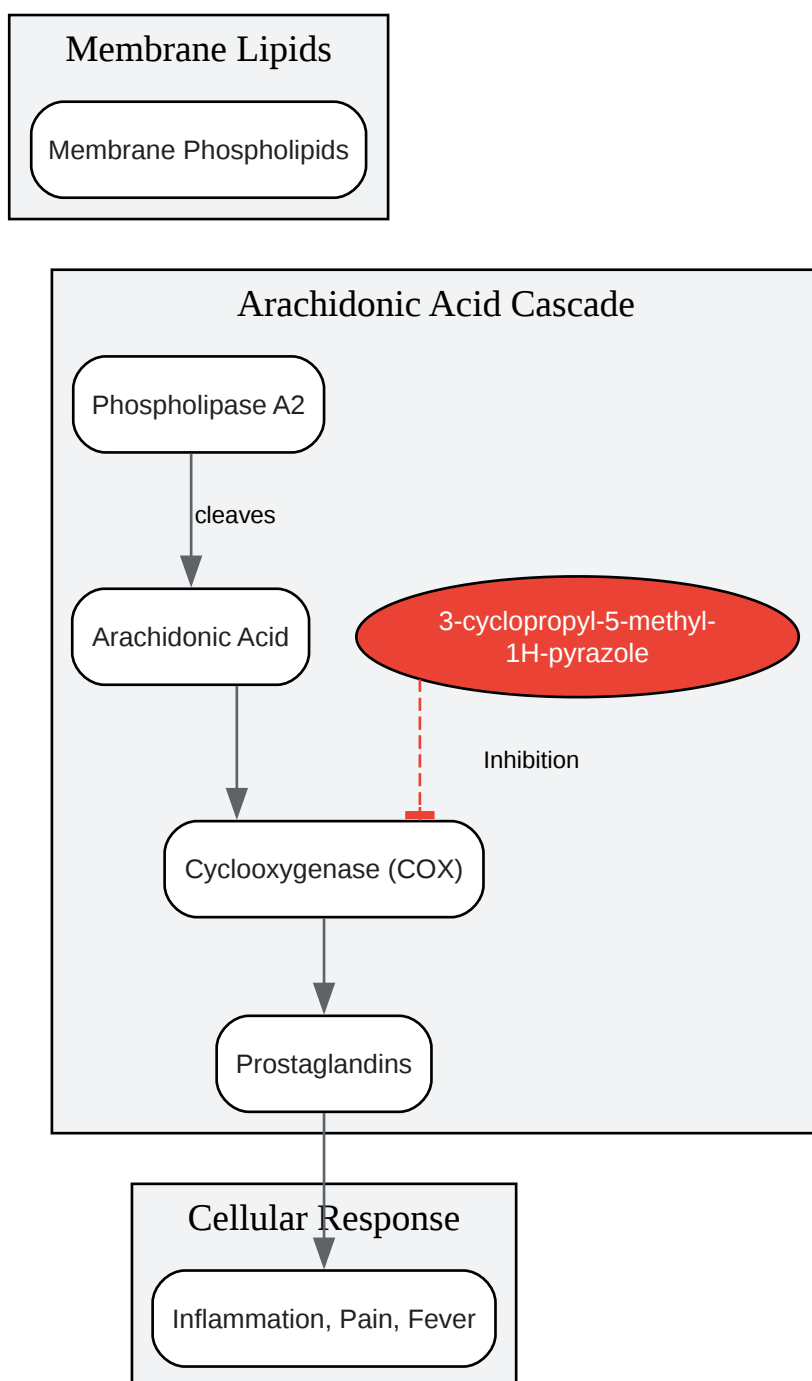 Membrane Lipids
Membrane Phospholipids
Arachidonic Acid Cascade
Phospholipase A2
cleaves
Arachidonic Acid
3-cyclopropyl-5-methyl-
1H-pyrazole
Inhibition
Cyclooxygenase (COX)
Prostaglandins
Cellular Response
Inflammation, Pain, Fever